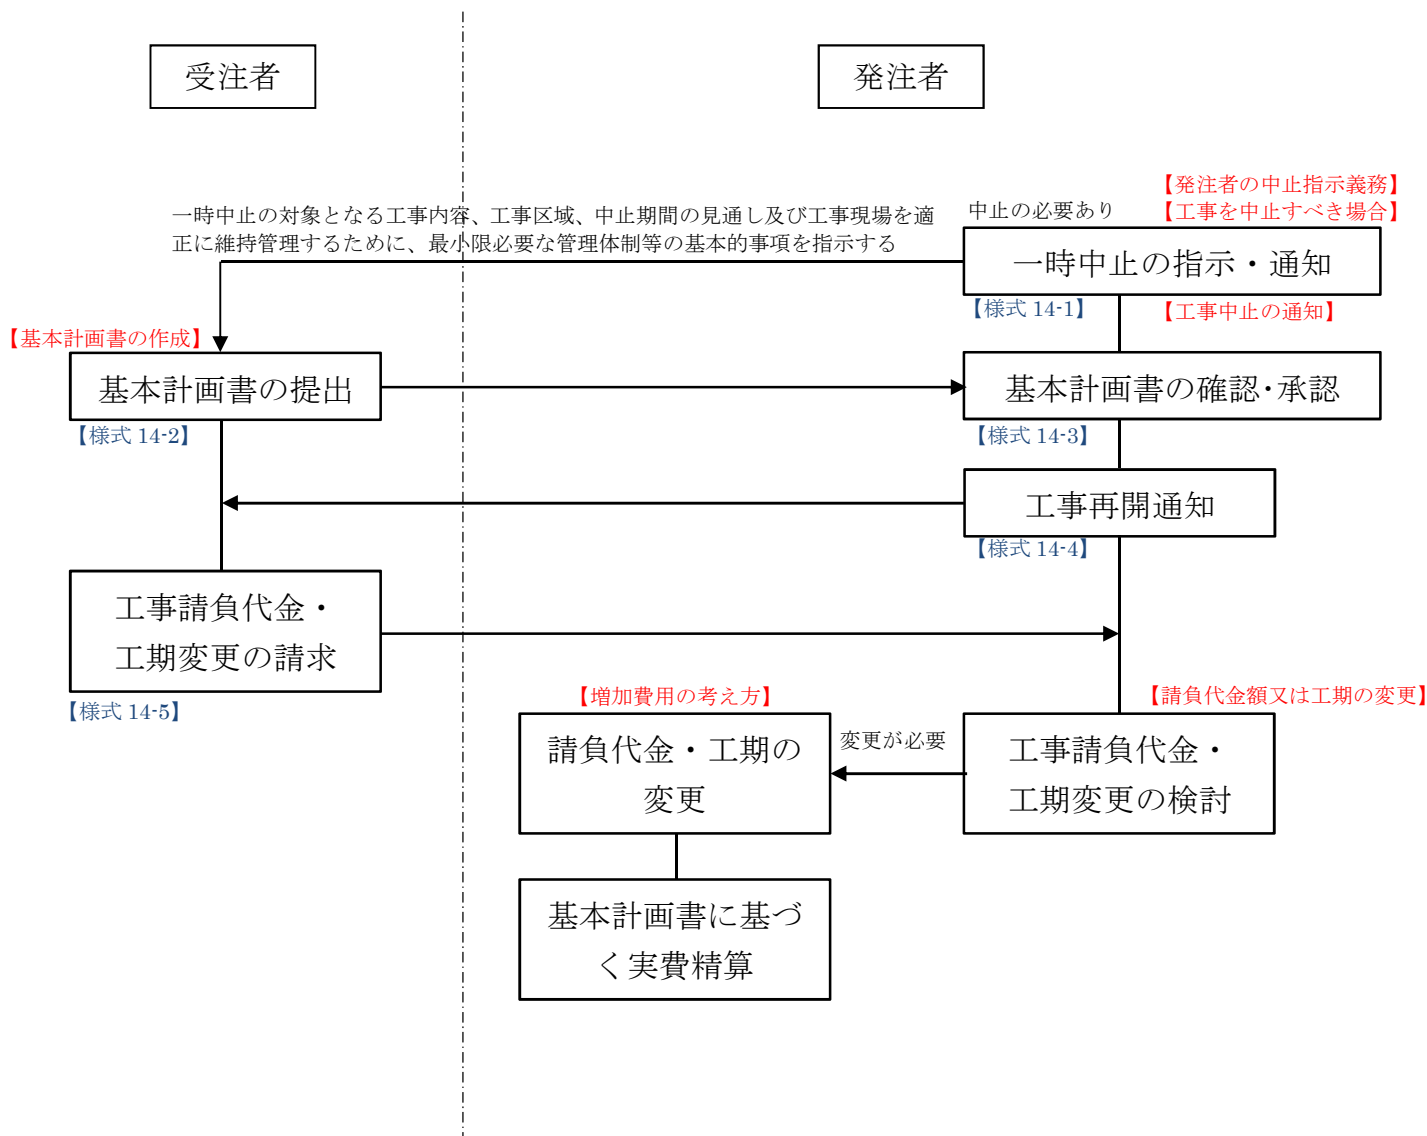 受注者
発注者
【発注者の中止指示義務】
【工事を中止すべき場合】
中止の必要あり
一時中止の対象となる工事内容、工事区域、中止期間の見通し及び工事現場を適
正に維持管理するために、最小限必要な管理体制等の基本的事項を指示する
一時中止の指示・通知
【様式 14-1】
【工事中止の通知】
【基本計画書の作成】
基本計画書の提出
基本計画書の確認・承認
【様式 14-2】
【様式 14-3】
工事再開通知
【様式 14-4】
工事請負代金・
工期変更の請求
【様式 14-5】
【増加費用の考え方】
【請負代金額又は工期の変更】
請負代金・工期の
変更
変更が必要
工事請負代金・
工期変更の検討
基本計画書に基づ
く実費精算